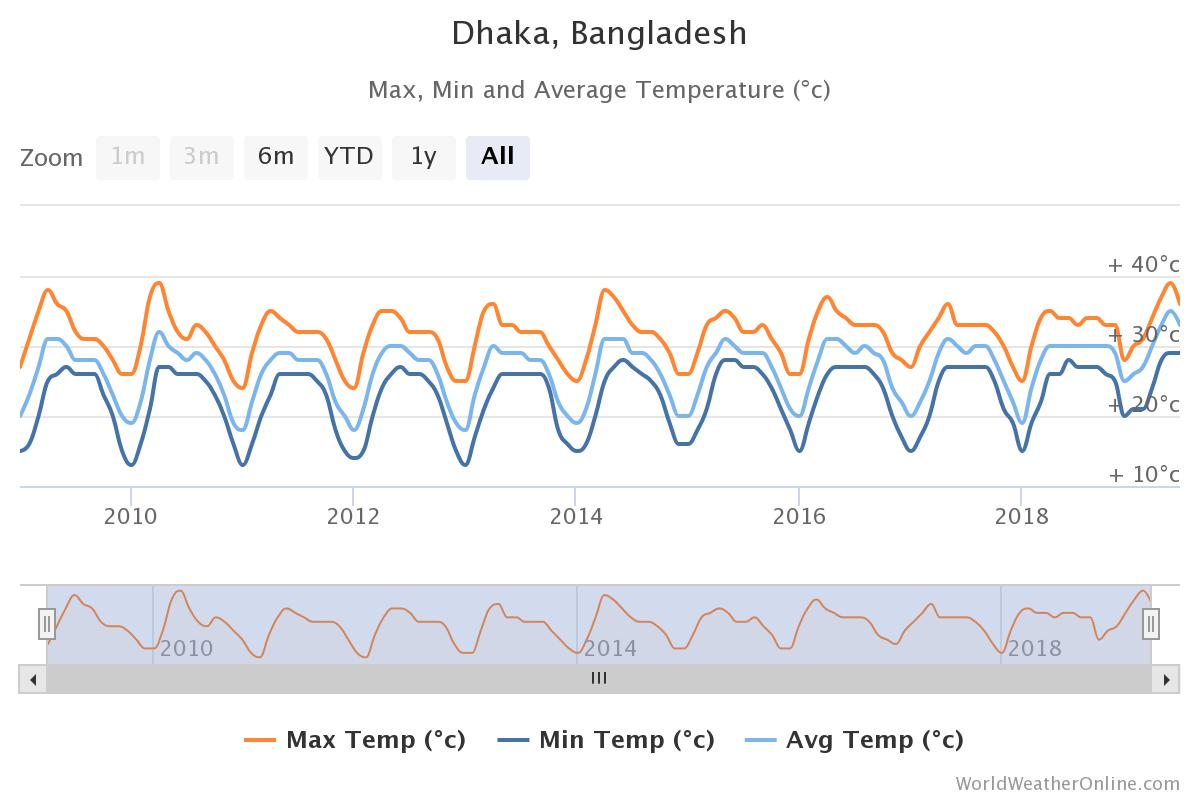 Dhaka, Bangladesh
Max, Min and Average Temperature (°c)
Zoom 1m 3m 6m YTD 1y All
+ 40°c
+ 30°c
+ 20°c
+ 10°c
2010 2012 2014 2016 2018
2010 2014 2018
Max Temp (°c) Min Temp (°c) Avg Temp (°c)
WorldWeatherOnline.com